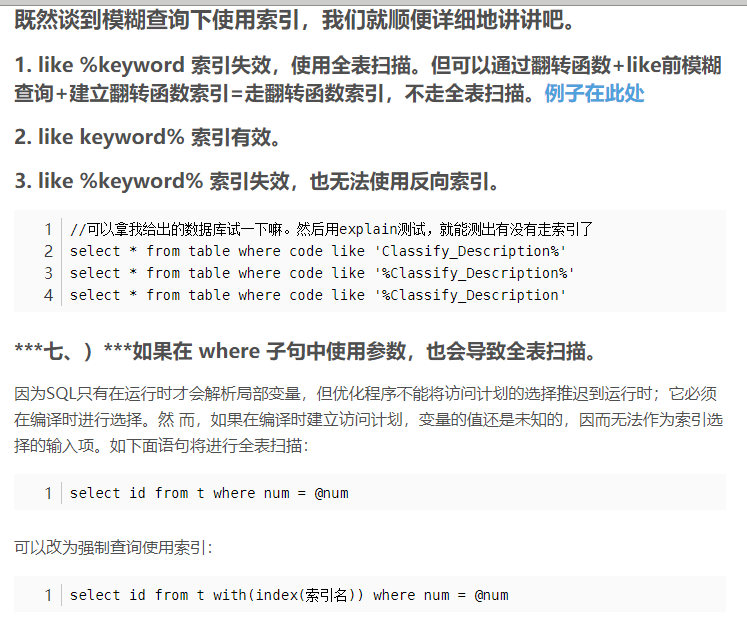 既然谈到模糊查询下使用索引，我们就顺便详细地讲讲吧。
1. like %keyword 索引失效，使用全表扫描。但可以通过翻转函数+like前模糊
查询+建立翻转函数索引=走翻转函数索引，不走全表扫描。例子在此处
2. like keyword% 索引有效。
3. like %keyword% 索引失效，也无法使用反向索引。
1 //可以拿我给出的数据库试一下嘛。然后用explain测试，就能测出有没有走索引了
2 select * from table where code like 'Classify_Description%'
3 select * from table where code like '%Classify_Description%'
4 select * from table where code like '%Classify_Description'
***七、）***如果在 where 子句中使用参数，也会导致全表扫描。
因为SQL只有在运行时才会解析局部变量，但优化程序不能将访问计划的选择推迟到运行时；它必须
在编译时进行选择。然 而，如果在编译时建立访问计划，变量的值还是未知的，因而无法作为索引选
择的输入项。如下面语句将进行全表扫描：
1 select id from t where num = @num
可以改为强制查询使用索引：
1 select id from t with(index(索引名)) where num = @num